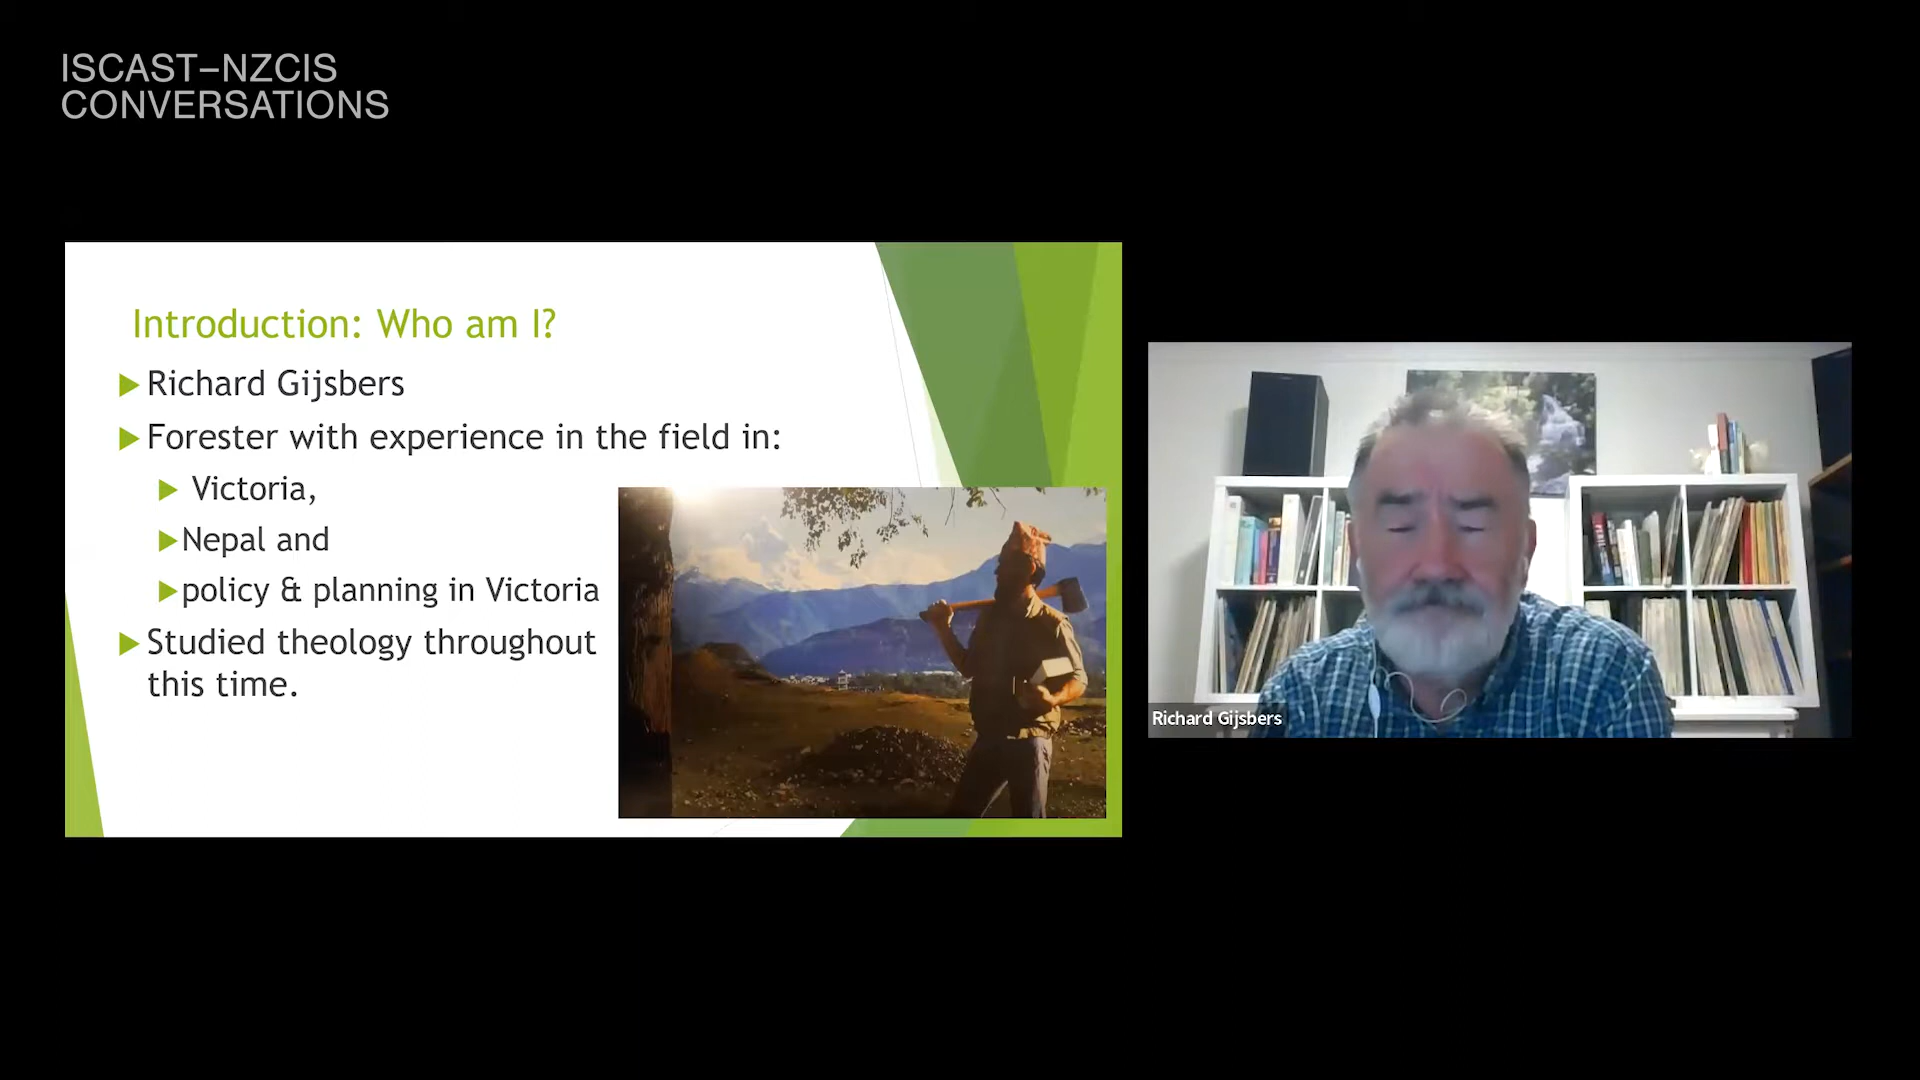 ISCAST–NZCIS
CONVERSATIONS
Introduction: Who am I?
Richard Gijsbers
Forester with experience in the field in:
Victoria,
Nepal and
policy & planning in Victoria
Studied theology throughout
this time.
Richard Gijsbers